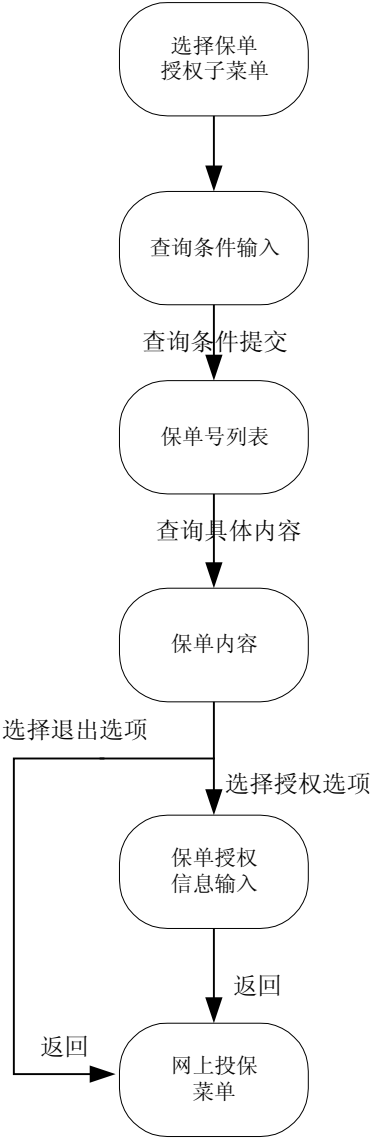 选择保单
授权子菜单
查询条件输入
查询条件提交
保单号列表
查询具体内容
保单内容
选择退出选项
选择授权选项
保单授权
信息输入
返回
返回
网上投保
菜单